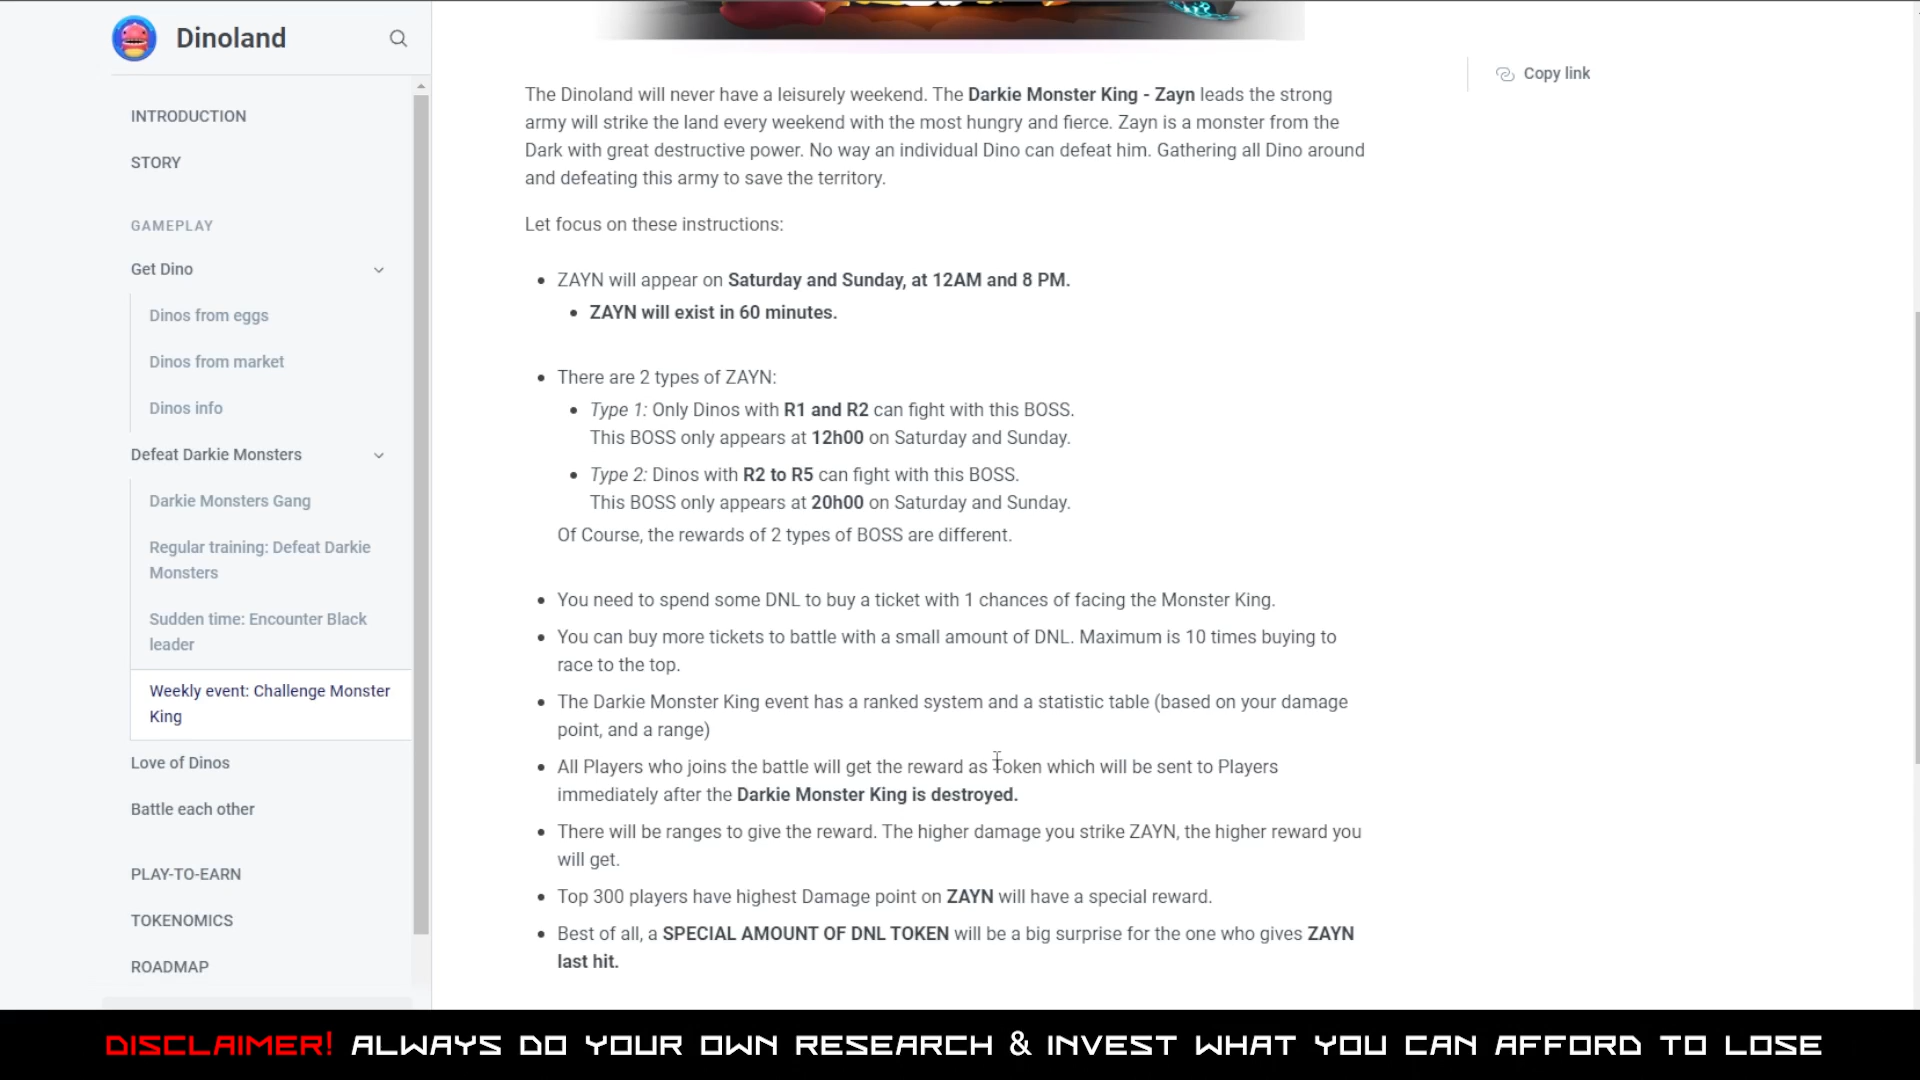 Dinoland
INTRODUCTION
STORY
GAMEPLAY
Get Dino
Dinos from eggs
Dinos from market
Dinos info
Defeat Darkie Monsters
Darkie Monsters Gang
Regular training: Defeat Darkie
Monsters
Sudden time: Encounter Black
leader
Weekly event: Challenge Monster
King
Love of Dinos
Battle each other
PLAY-TO-EARN
TOKENOMICS
ROADMAP
The Dinoland will never have a leisurely weekend. The Darkie Monster King - Zayn leads the strong
army will strike the land every weekend with the most hungry and fierce. Zayn is a monster from the
Dark with great destructive power. No way an individual Dino can defeat him. Gathering all Dino around
and defeating this army to save the territory.
Let focus on these instructions:
• ZAYN will appear on Saturday and Sunday, at 12AM and 8 PM.
• ZAYN will exist in 60 minutes.
• There are 2 types of ZAYN:
• Type 1: Only Dinos with R1 and R2 can fight with this BOSS.
This BOSS only appears at 12h00 on Saturday and Sunday.
• Type 2: Dinos with R2 to R5 can fight with this BOSS.
This BOSS only appears at 20h00 on Saturday and Sunday.
Of Course, the rewards of 2 types of BOSS are different.
• You need to spend some DNL to buy a ticket with 1 chances of facing the Monster King.
• You can buy more tickets to battle with a small amount of DNL. Maximum is 10 times buying to
race to the top.
• The Darkie Monster King event has a ranked system and a statistic table (based on your damage
point, and a range)
• All Players who joins the battle will get the reward as Token which will be sent to Players
immediately after the Darkie Monster King is destroyed.
• There will be ranges to give the reward. The higher damage you strike ZAYN, the higher reward you
will get.
• Top 300 players have highest Damage point on ZAYN will have a special reward.
• Best of all, a SPECIAL AMOUNT OF DNL TOKEN will be a big surprise for the one who gives ZAYN
last hit.
Copy link
DISCLAIMER! ALWAYS DO YOUR OWN RESEARCH & INVEST WHAT YOU CAN AFFORD TO LOSE